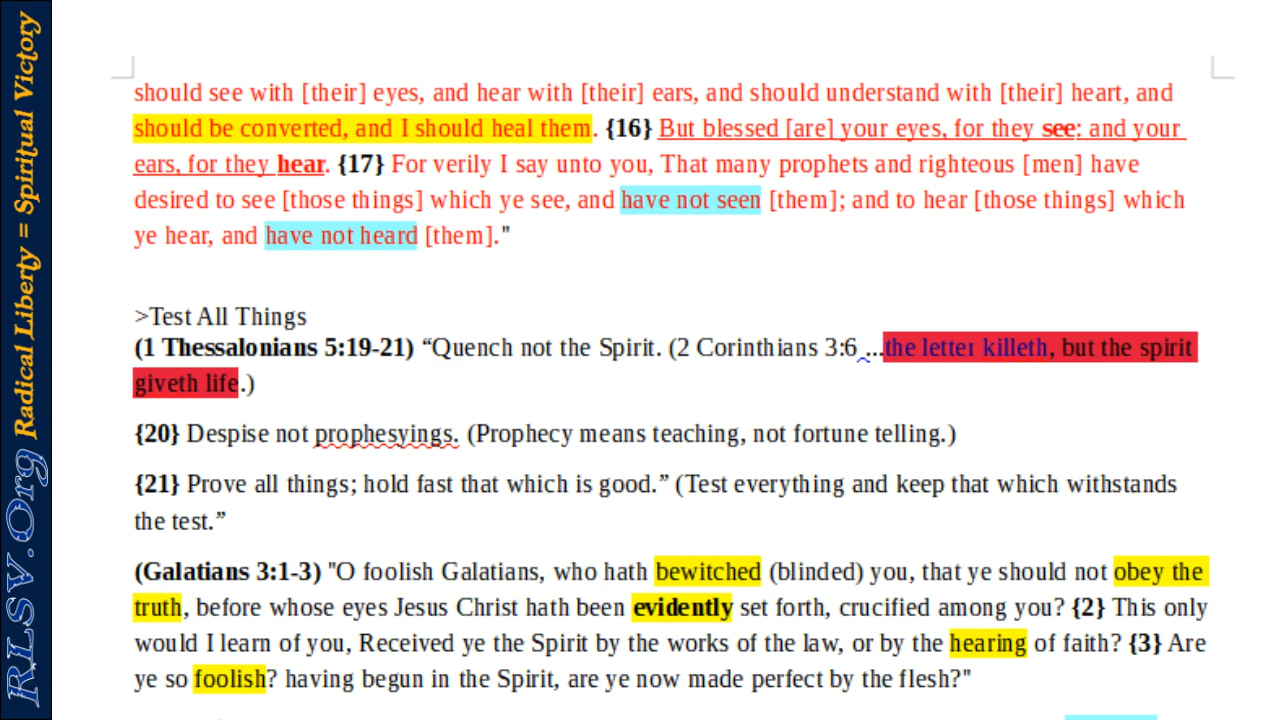 RLSV.Org Radical Liberty = Spiritual Victory
should see with [their] eyes, and hear with [their] ears, and should understand with [their] heart, and
should be converted, and I should heal them. {16} But blessed [are] your eyes, for they see: and your
ears, for they hear. {17} For verily I say unto you, That many prophets and righteous [men] have
desired to see [those things] which ye see, and have not seen [them]; and to hear [those things] which
ye hear, and have not heard [them]."
>Test All Things
(1 Thessalonians 5:19-21) “Quench not the Spirit. (2 Corinthians 3:6 ...the letter killeth, but the spirit
giveth life.)
{20} Despise not prophesyings. (Prophecy means teaching, not fortune telling.)
{21} Prove all things; hold fast that which is good.” (Test everything and keep that which withstands
the test.”
(Galatians 3:1-3) "O foolish Galatians, who hath bewitched (blinded) you, that ye should not obey the
truth, before whose eyes Jesus Christ hath been evidently set forth, crucified among you? {2} This only
would I learn of you, Received ye the Spirit by the works of the law, or by the hearing of faith? {3} Are
ye so foolish? having begun in the Spirit, are ye now made perfect by the flesh?"